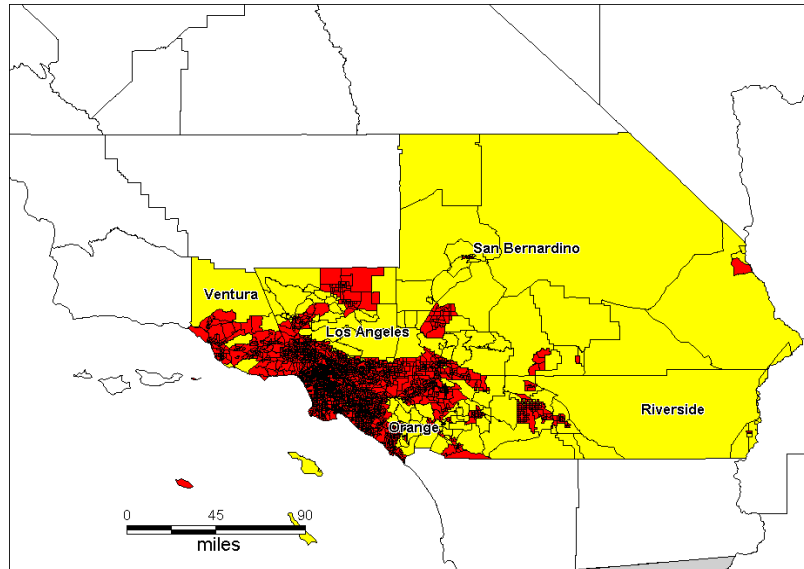 San Bernardino
Ventura
Los Angeles
Riverside
Orange
0 45 90
miles